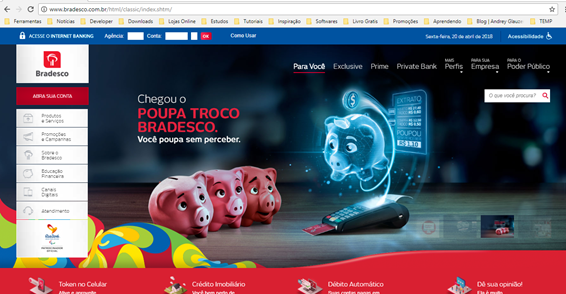 www.bradesco.com.br/html/classic/index.shtm/
Ferramentas Notícias Developer Downloads Lojas Online Estudos Tutoriais Inspiração Softwares Livro Gratis Promoções Aprendendo Blog | Andrey Glauzer TEMP
ACESSE O INTERNET BANKING Agência: Conta: OK Como Usar Sexta-feira, 20 de abril de 2018 Acessibilidade
Bradesco
Para Você Exclusive Prime Private Bank MAIS Perfis PARA SUA Empresa PARA O Poder Público
ABRA SUA CONTA
O que você procura?
Produtos
e Serviços
Promoções
e Campanhas
Sobre o
Bradesco
Educação
Financeira
Canais
Digitais
Atendimento
Chegou o
POUPA TROCO
BRADESCO.
Você poupa sem perceber.
EXTRATO
POUPOU
R$ 1,10
Token no Celular
Crédito Imobiliário
Débito Automático
Dê sua opinião!